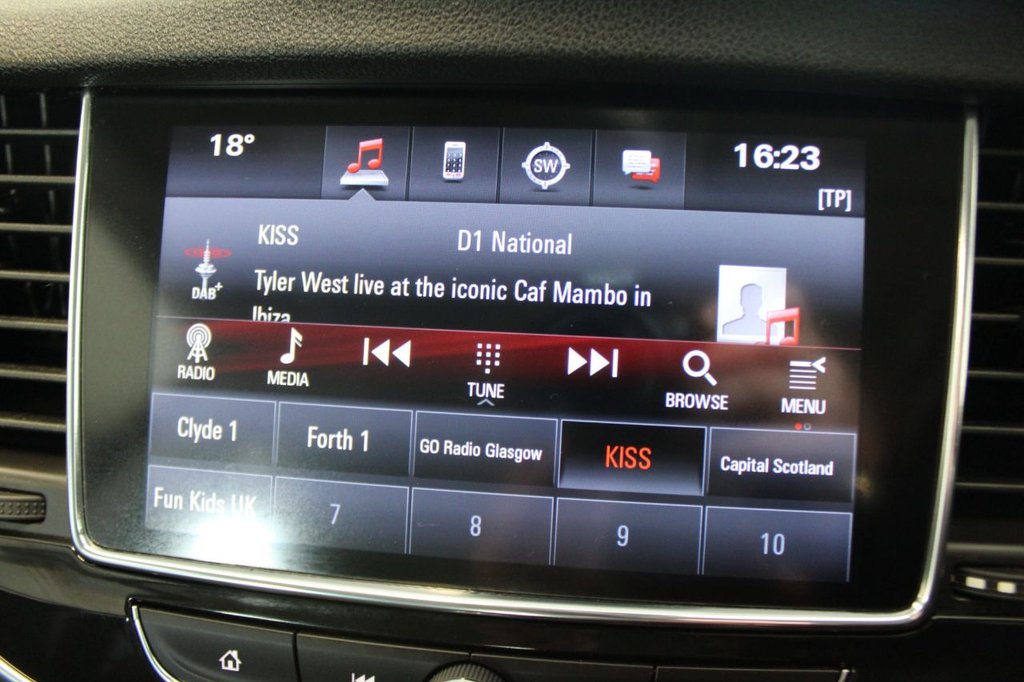 18°
SW
16:23
[TP]
KISS
D1 National
DAB+
Tyler West live at the iconic Caf Mambo in
Ibiza
RADIO
MEDIA
TUNE
BROWSE
MENU
Clyde 1
Forth 1
GO Radio Glasgow
KISS
Capital Scotland
Fun Kids UK
7
8
9
10